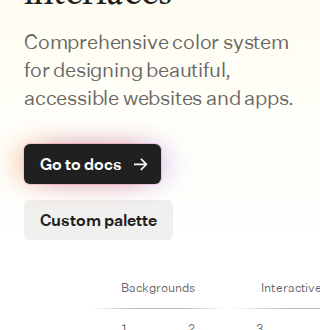 interfaces
Comprehensive color system
for designing beautiful,
accessible websites and apps.
Go to docs →
Custom palette
Backgrounds Interactive
1 2 3